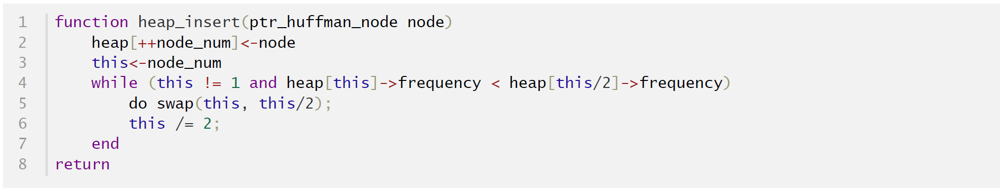 1 function heap_insert(ptr_huffman_node node)
2     heap[++node_num]<-node
3     this<-node_num
4     while (this != 1 and heap[this]->frequency < heap[this/2]->frequency)
5         do swap(this, this/2);
6         this /= 2;
7     end
8 return